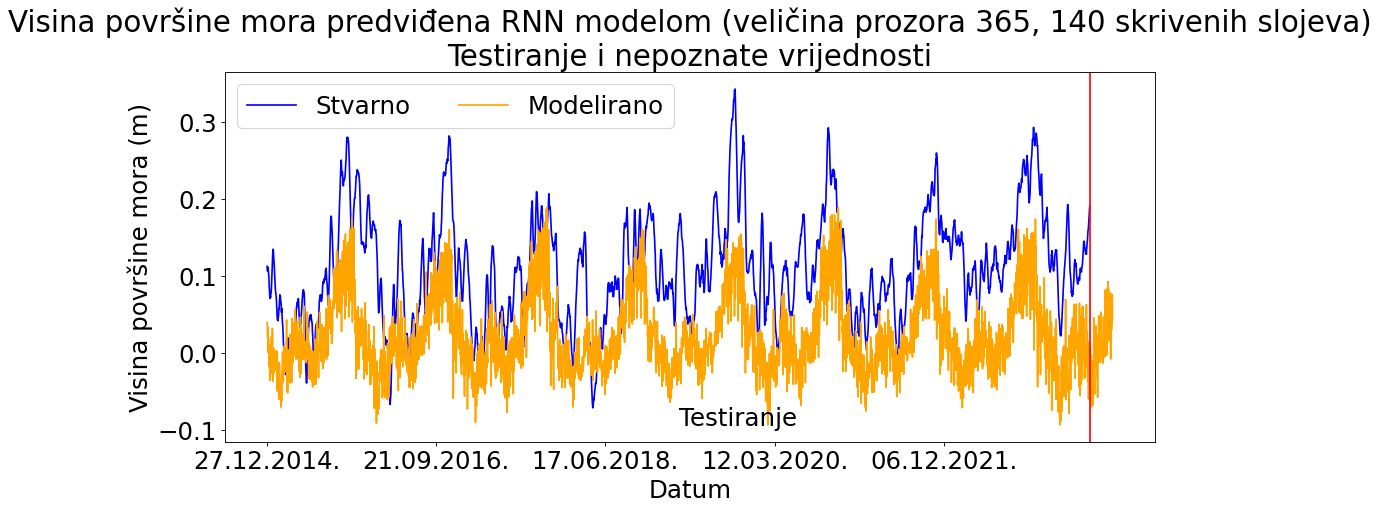 Visina površine mora predviđena RNN modelom (veličina prozora 365, 140 skrivenih slojeva)
Testiranje i nepoznate vrijednosti
Stvarno Modelirano
Visina površine mora (m)
0.3
0.2
0.1
0.0
−0.1
Testiranje
27.12.2014. 21.09.2016. 17.06.2018. 12.03.2020. 06.12.2021.
Datum